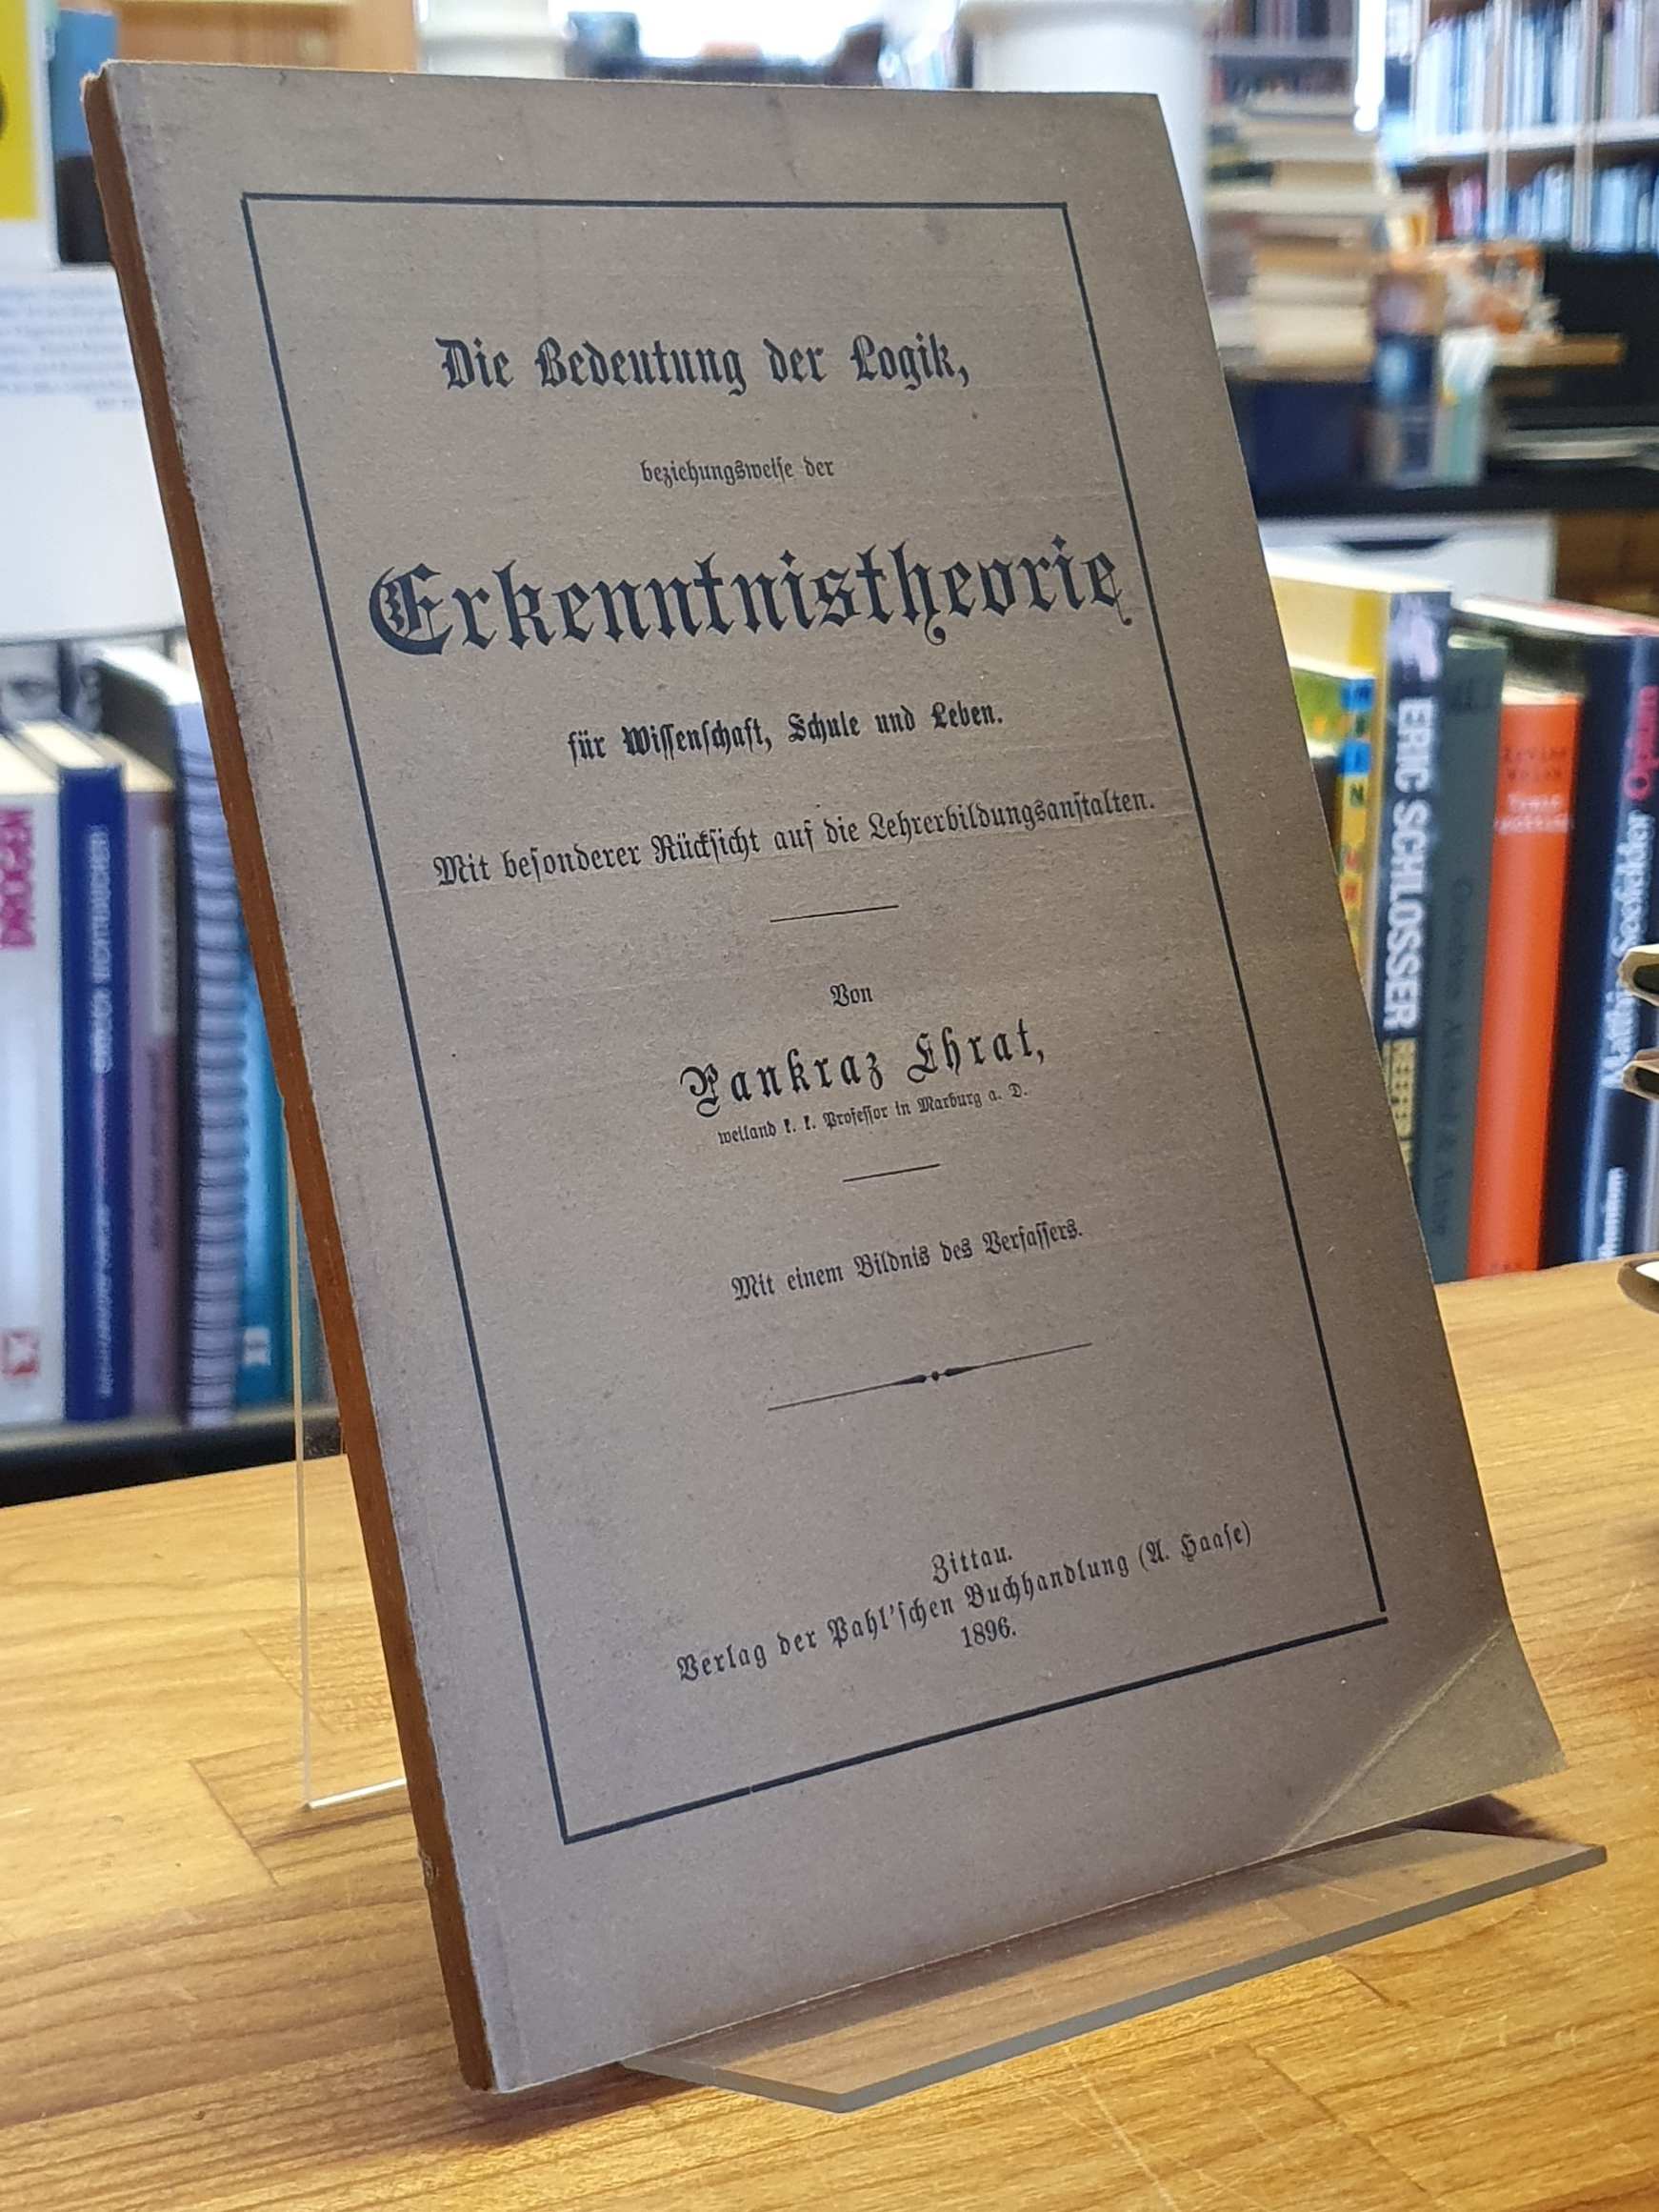 Die Bedeutung der Logik,
beziehungsweise der
Erkenntnistheorie
für Wissenschaft, Schule und Leben.
Mit besonderer Rücksicht auf die Lehrerbildungsanstalten.
Von
Pankraz Ehrat,
weiland k. k. Professor in Marburg a. D.
Mit einem Bildnis des Verfassers.
Zittau.
Verlag der Pahl'schen Buchhandlung (A. Haase)
1896.
ERIC SCHLOSSER